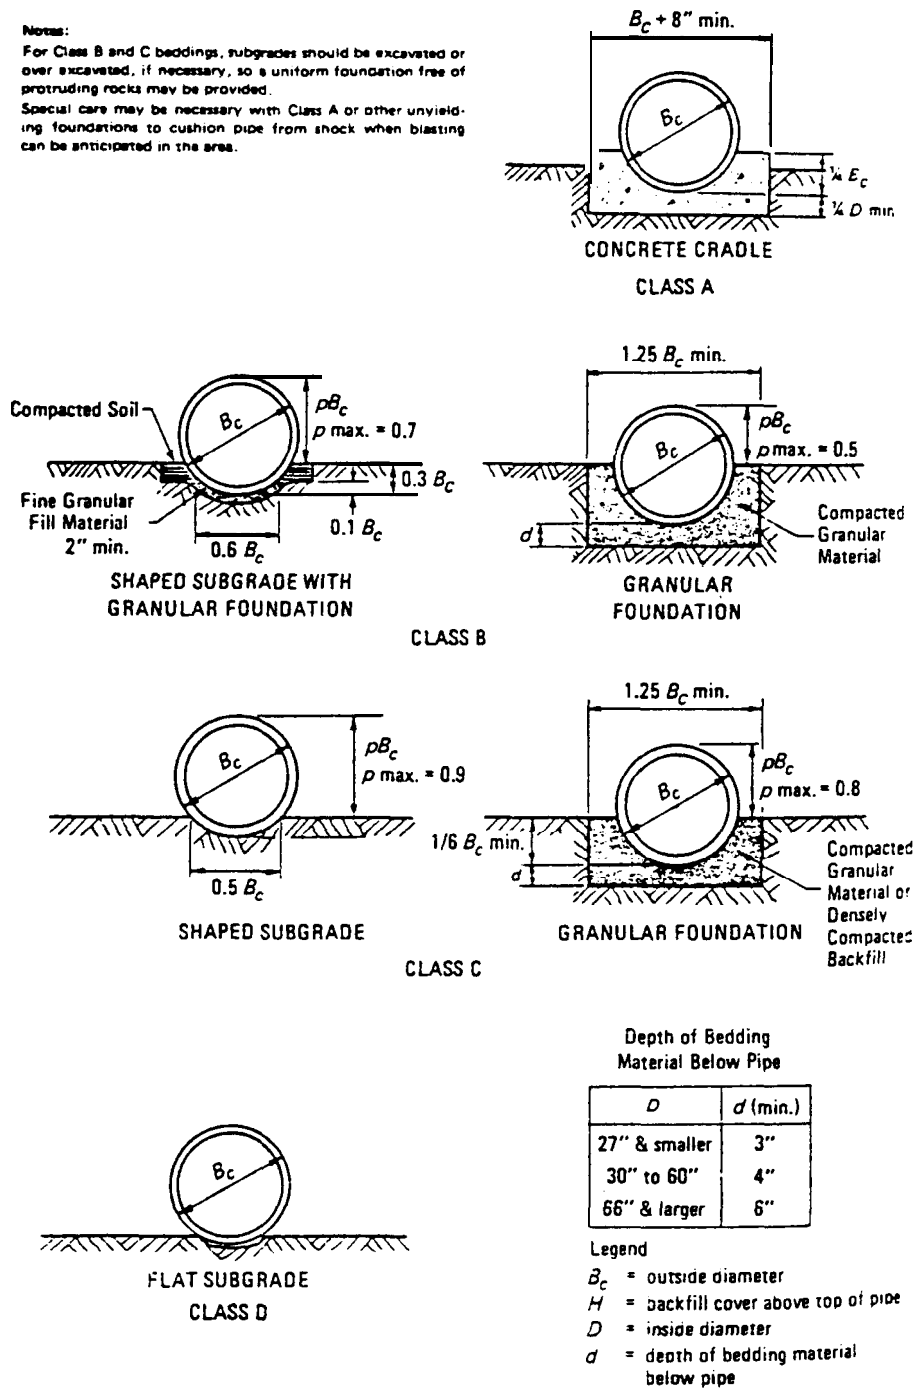 Notes:
For Class B and C beddings, subgrades should be excavated or
over excavated, if necessary, so a uniform foundation free of
protruding rocks may be provided.
Special care may be necessary with Class A or other unyield-
ing foundations to cushion pipe from shock when blasting
can be anticipated in the area.
Bc + 8" min.
Bc
¼ Bc
¼ D min
CONCRETE CRADLE
CLASS A
Compacted Soil
Bc
pBc
p max. = 0.7
0.3 Bc
Fine Granular
Fill Material
2" min.
0.1 Bc
0.6 Bc
SHAPED SUBGRADE WITH
GRANULAR FOUNDATION
1.25 Bc min.
Bc
pBc
p max. = 0.5
d
Compacted
Granular
Material
GRANULAR
FOUNDATION
CLASS B
Bc
pBc
p max. = 0.9
0.5 Bc
SHAPED SUBGRADE
1.25 Bc min.
Bc
pBc
p max. = 0.8
1/6 Bc min.
d
Compacted
Granular
Material or
Densely
Compacted
Backfill
GRANULAR FOUNDATION
CLASS C
Bc
FLAT SUBGRADE
CLASS D
Depth of Bedding
Material Below Pipe
D d (min.)
27" & smaller 3"
30" to 60" 4"
66" & larger 6"
Legend
Bc = outside diameter
H = backfill cover above top of pipe
D = inside diameter
d = depth of bedding material
below pipe